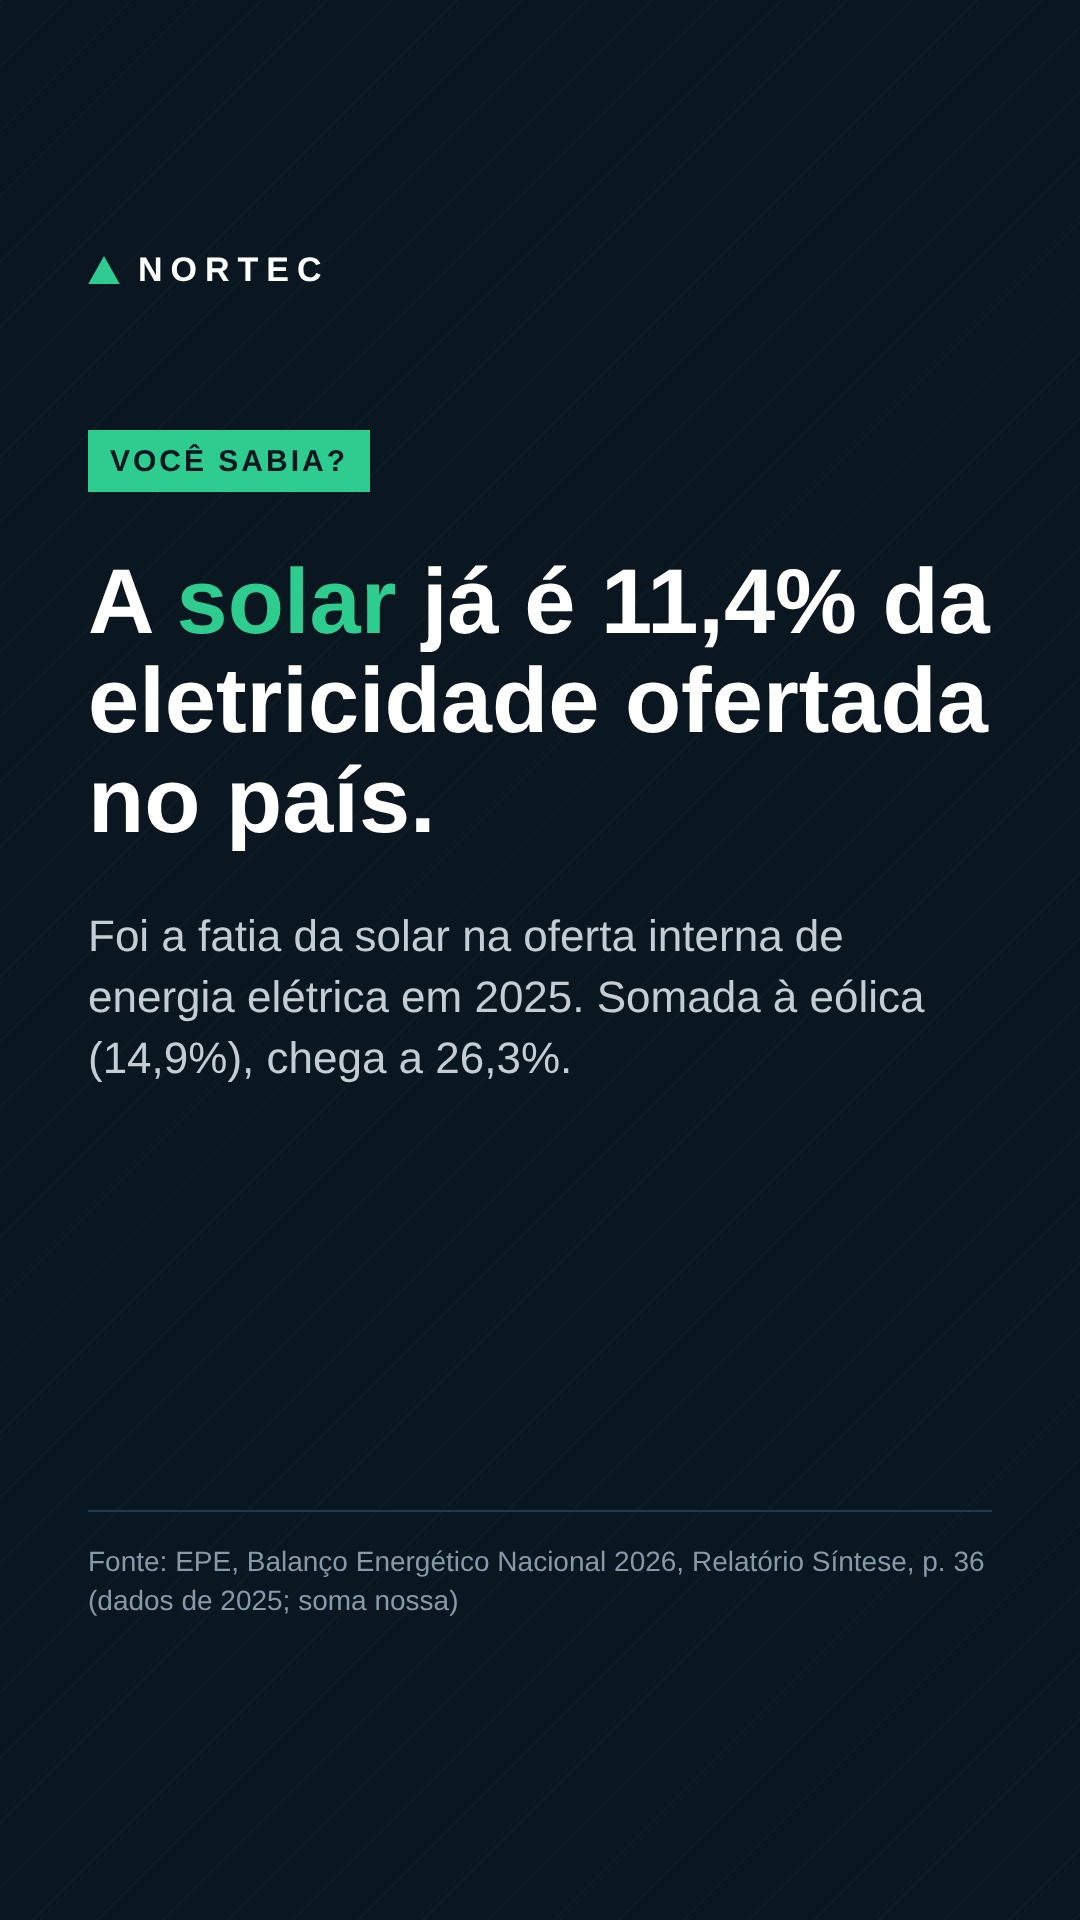 NORTEC
VOCÊ SABIA?
A solar já é 11,4% da
eletricidade ofertada
no país.
Foi a fatia da solar na oferta interna de
energia elétrica em 2025. Somada à eólica
(14,9%), chega a 26,3%.
Fonte: EPE, Balanço Energético Nacional 2026, Relatório Síntese, p. 36
(dados de 2025; soma nossa)